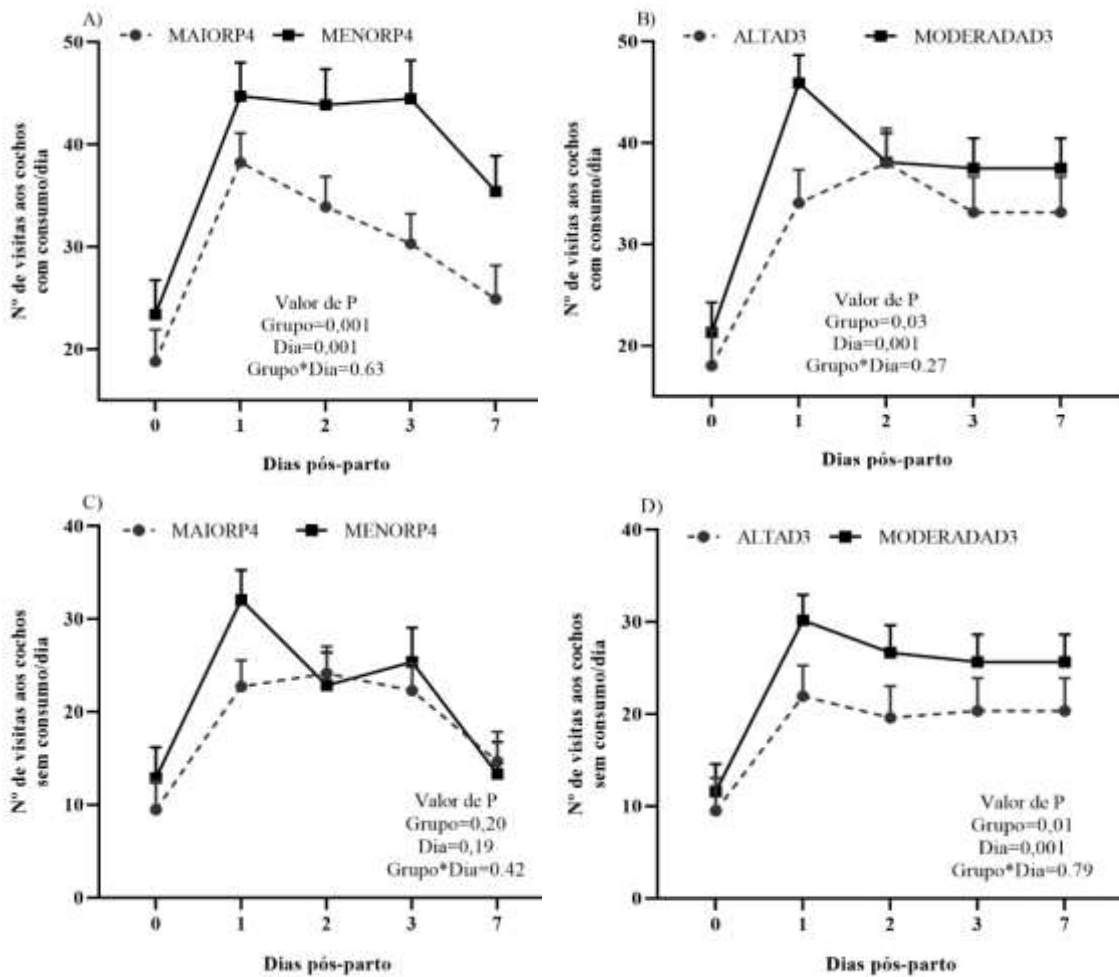 A)
MAIORP4 MENORP4
50
40
30
20
Nº de visitas aos cochos
com consumo/dia
Valor de P
Grupo=0,001
Dia=0,001
Grupo*Dia=0.63
0 1 2 3 7
Dias pós-parto
B)
ALTAD3 MODERADAD3
50
40
30
20
Nº de visitas aos cochos
com consumo/dia
Valor de P
Grupo=0,03
Dia=0,001
Grupo*Dia=0.27
0 1 2 3 7
Dias pós-parto
C)
MAIORP4 MENORP4
40
30
20
10
0
Nº de visitas aos cochos
sem consumo/dia
Valor de P
Grupo=0,20
Dia=0,19
Grupo*Dia=0.42
0 1 2 3 7
Dias pós-parto
D)
ALTAD3 MODERADAD3
40
30
20
10
0
Nº de visitas aos cochos
sem consumo/dia
Valor de P
Grupo=0,01
Dia=0,001
Grupo*Dia=0.79
0 1 2 3 7
Dias pós-parto